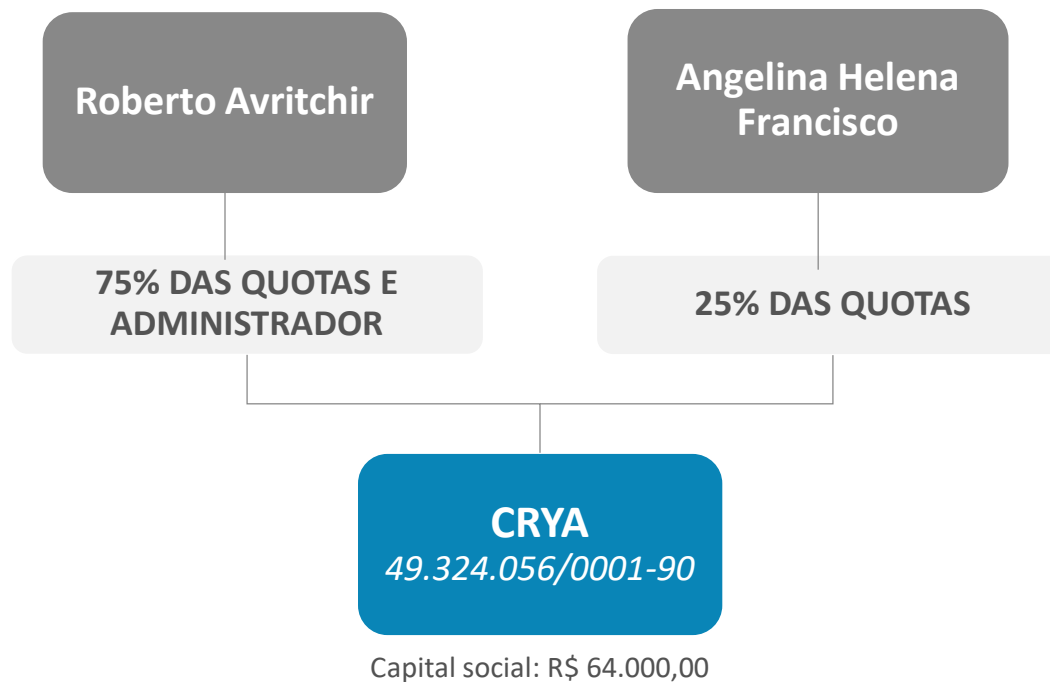 Roberto Avritchir
Angelina Helena
Francisco
75% DAS QUOTAS E
ADMINISTRADOR
25% DAS QUOTAS
CRYA
49.324.056/0001-90
Capital social: R$ 64.000,00